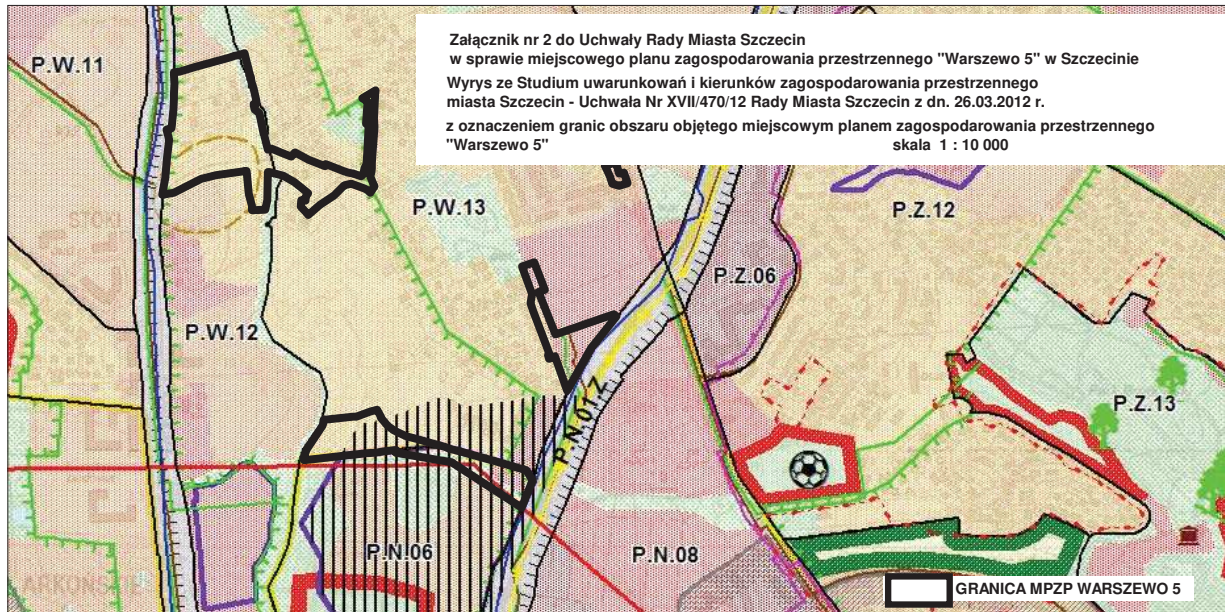 Załącznik nr 2 do Uchwały Rady Miasta Szczecin
w sprawie miejscowego planu zagospodarowania przestrzennego "Warszewo 5" w Szczecinie
Wyrys ze Studium uwarunkowań i kierunków zagospodarowania przestrzennego
miasta Szczecin - Uchwała Nr XVII/470/12 Rady Miasta Szczecin z dn. 26.03.2012 r.
z oznaczeniem granic obszaru objętego miejscowym planem zagospodarowania przestrzennego
"Warszewo 5" skala 1 : 10 000
P.W.11
P.W.13
P.Z.12
STOKI
P.Z.06
P.W.12
P.Z.13
P.N.01.Z
P.N.06
P.N.08
ARKOŃSKIE
GRANICA MPZP WARSZEWO 5